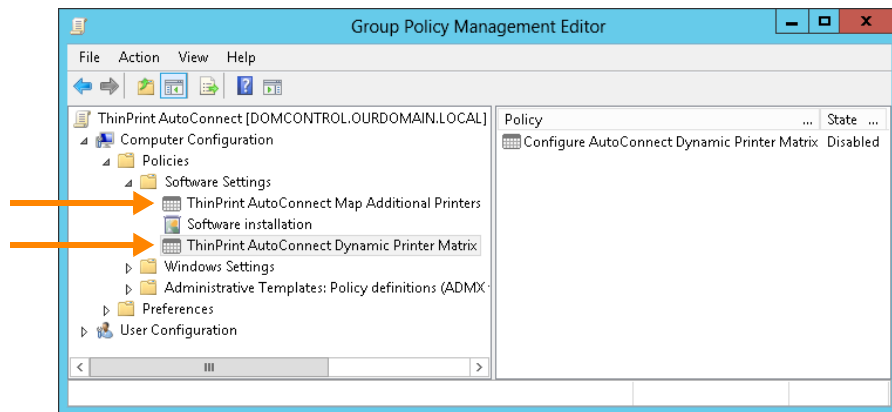 Group Policy Management Editor
File Action View Help
ThinPrint AutoConnect [DOMCONTROL.OURDOMAIN.LOCAL]
Computer Configuration
Policies
Software Settings
ThinPrint AutoConnect Map Additional Printers
Software installation
ThinPrint AutoConnect Dynamic Printer Matrix
Windows Settings
Administrative Templates: Policy definitions (ADMX
Preferences
User Configuration
Policy ... State ...
Configure AutoConnect Dynamic Printer Matrix Disabled